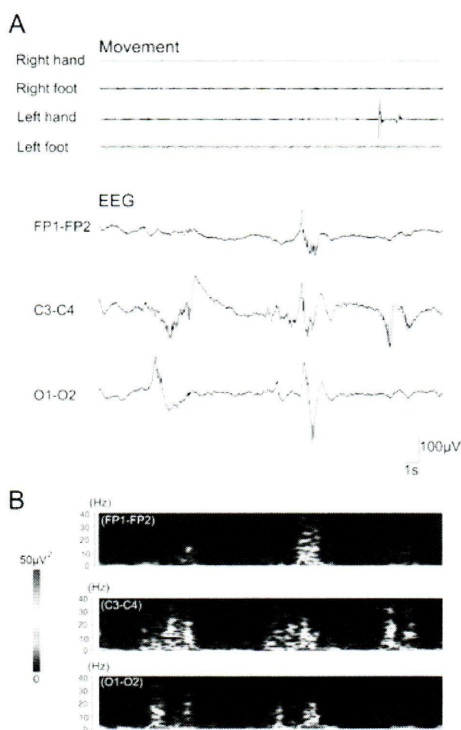 A
Movement
Right hand
Right foot
Left hand
Left foot
EEG
FP1-FP2
C3-C4
O1-O2
100μV
1s
B
(Hz)
40
30
20
10
0
(FP1-FP2)
50μV²
0
(Hz)
40
30
20
10
0
(C3-C4)
(Hz)
40
30
20
10
0
(O1-O2)